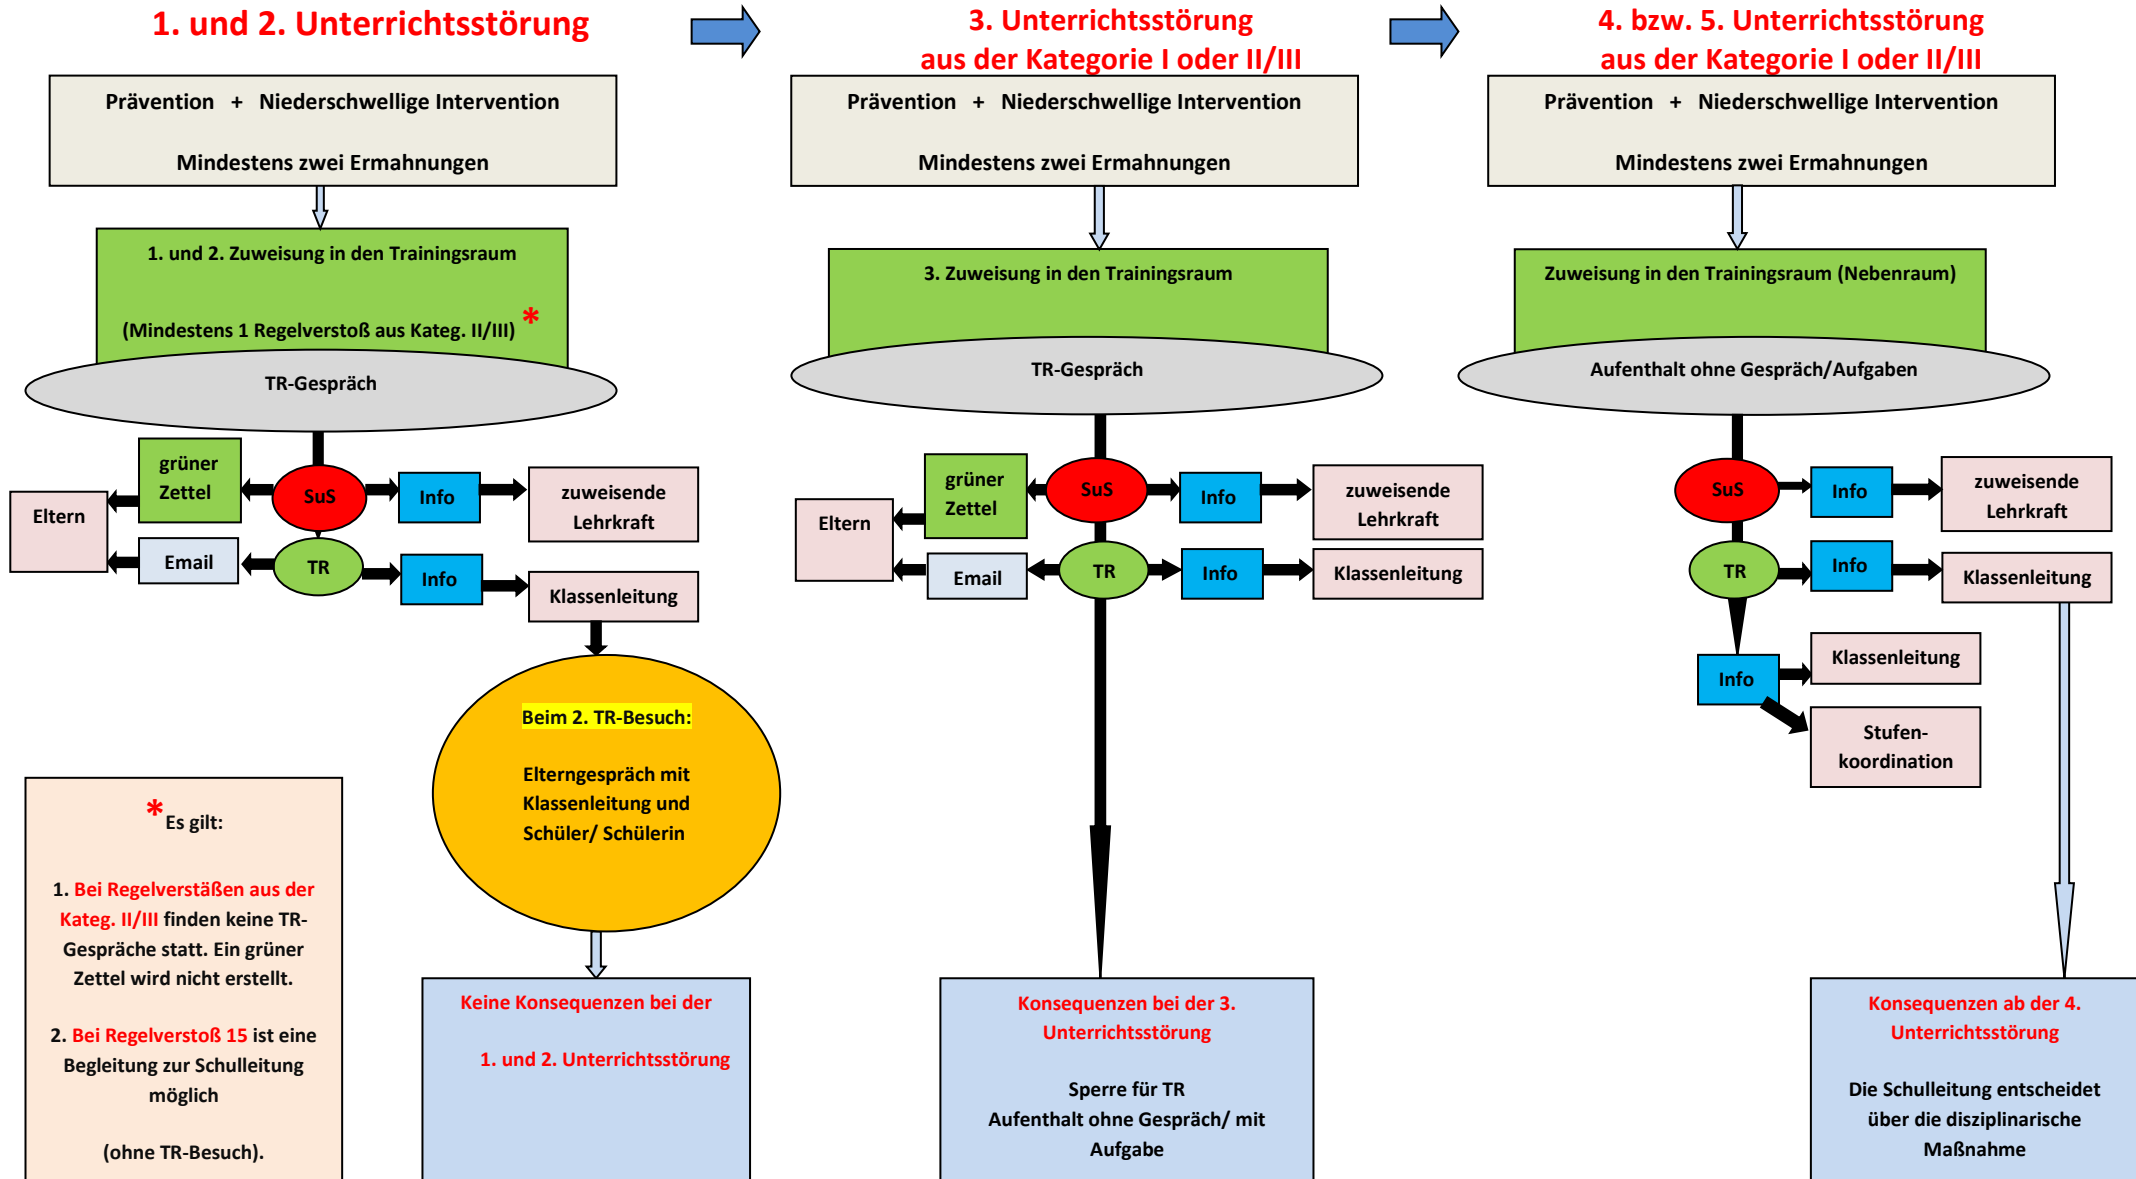 1. und 2. Unterrichtsstörung
Prävention + Niederschwellige Intervention
Mindestens zwei Ermahnungen
1. und 2. Zuweisung in den Trainingsraum
(Mindestens 1 Regelverstoß aus Kateg. II/III) *
TR-Gespräch
grüner
Zettel
SuS
Info
zuweisende
Lehrkraft
Eltern
Email
TR
Info
Klassenleitung
Beim 2. TR-Besuch:
Elterngespräch mit
Klassenleitung und
Schüler/ Schülerin
Keine Konsequenzen bei der
1. und 2. Unterrichtsstörung
* Es gilt:
1. Bei Regelverstäßen aus der
Kateg. II/III finden keine TR-
Gespräche statt. Ein grüner
Zettel wird nicht erstellt.
2. Bei Regelverstoß 15 ist eine
Begleitung zur Schulleitung
möglich
(ohne TR-Besuch).
3. Unterrichtsstörung
aus der Kategorie I oder II/III
Prävention + Niederschwellige Intervention
Mindestens zwei Ermahnungen
3. Zuweisung in den Trainingsraum
TR-Gespräch
grüner
Zettel
SuS
Info
zuweisende
Lehrkraft
Eltern
Email
TR
Info
Klassenleitung
Konsequenzen bei der 3.
Unterrichtsstörung
Sperre für TR
Aufenthalt ohne Gespräch/ mit
Aufgabe
4. bzw. 5. Unterrichtsstörung
aus der Kategorie I oder II/III
Prävention + Niederschwellige Intervention
Mindestens zwei Ermahnungen
Zuweisung in den Trainingsraum (Nebenraum)
Aufenthalt ohne Gespräch/Aufgaben
SuS
Info
zuweisende
Lehrkraft
TR
Info
Klassenleitung
Info
Klassenleitung
Stufen-
koordination
Konsequenzen ab der 4.
Unterrichtsstörung
Die Schulleitung entscheidet
über die disziplinarische
Maßnahme